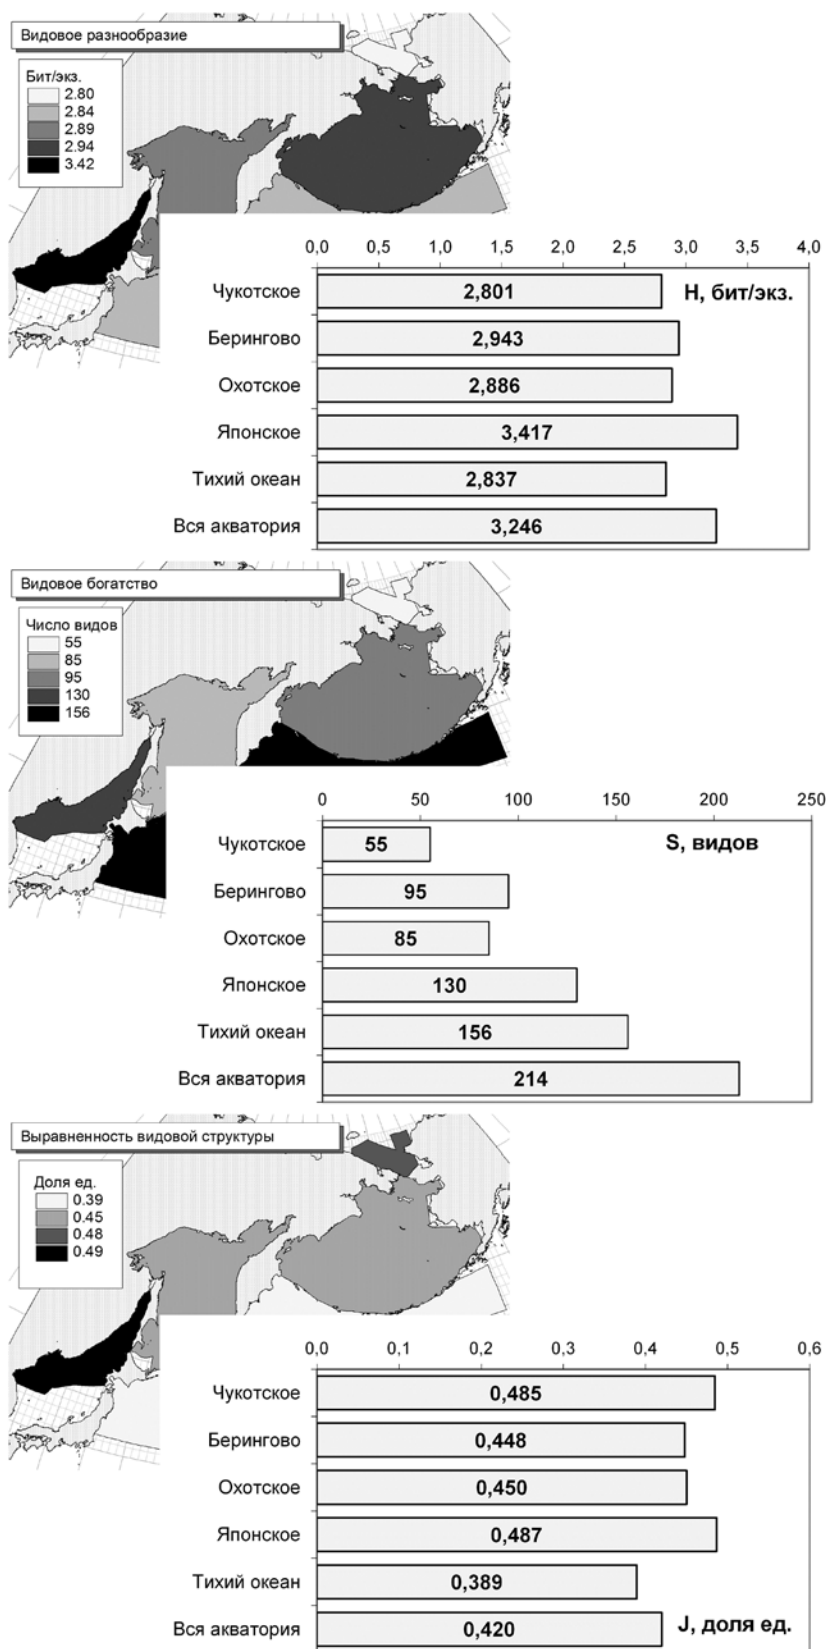 Видовое разнообразие
Бит/экз.
2.80
2.84
2.89
2.94
3.42
0,0 0,5 1,0 1,5 2,0 2,5 3,0 3,5 4,0
Чукотское 2,801 H, бит/экз.
Берингово 2,943
Охотское 2,886
Японское 3,417
Тихий океан 2,837
Вся акватория 3,246
Видовое богатство
Число видов
55
85
95
130
156
0 50 100 150 200 250
Чукотское 55 S, видов
Берингово 95
Охотское 85
Японское 130
Тихий океан 156
Вся акватория 214
Выравненность видовой структуры
Доля ед.
0.39
0.45
0.48
0.49
0,0 0,1 0,2 0,3 0,4 0,5 0,6
Чукотское 0,485
Берингово 0,448
Охотское 0,450
Японское 0,487
Тихий океан 0,389
Вся акватория 0,420 J, доля ед.